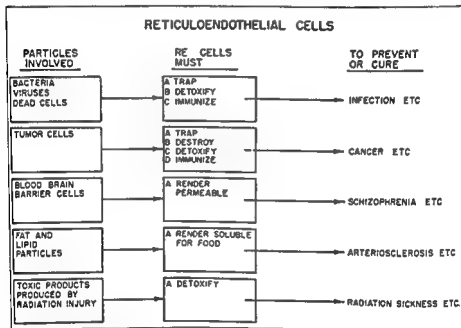 RETICULOENDOTHELIAL CELLS
PARTICLES INVOLVED
RE CELLS MUST
TO PREVENT OR CURE
BACTERIA
VIRUSES
DEAD CELLS
A TRAP
B DETOXIFY
C IMMUNIZE
INFECTION ETC
TUMOR CELLS
A TRAP
B DESTROY
C DETOXIFY
D IMMUNIZE
CANCER ETC
BLOOD BRAIN
BARRIER CELLS
A RENDER
PERMEABLE
SCHIZOPHRENIA ETC
FAT AND
LIPID
PARTICLES
A RENDER SOLUBLE
FOR FOOD
ARTERIOSCLEROSIS ETC
TOXIC PRODUCTS
PRODUCED BY
RADIATION INJURY
A DETOXIFY
RADIATION SICKNESS ETC.